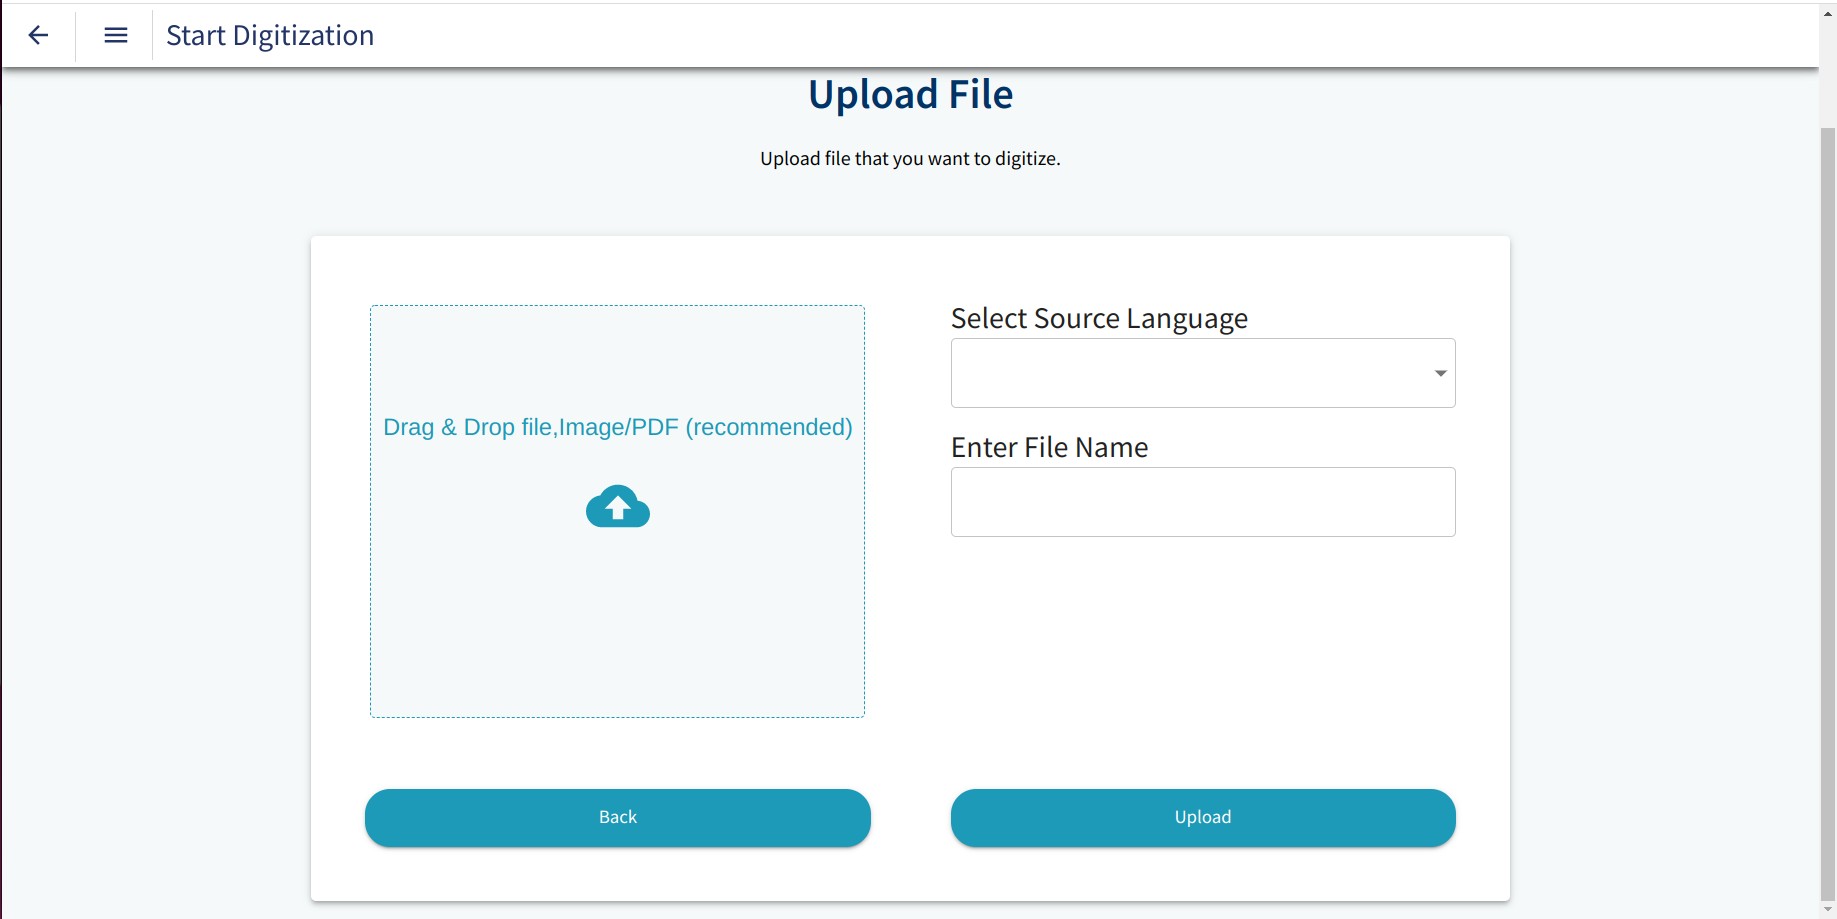 Start Digitization
Upload File
Upload file that you want to digitize.
Drag & Drop file,Image/PDF (recommended)
Select Source Language
Enter File Name
Back
Upload